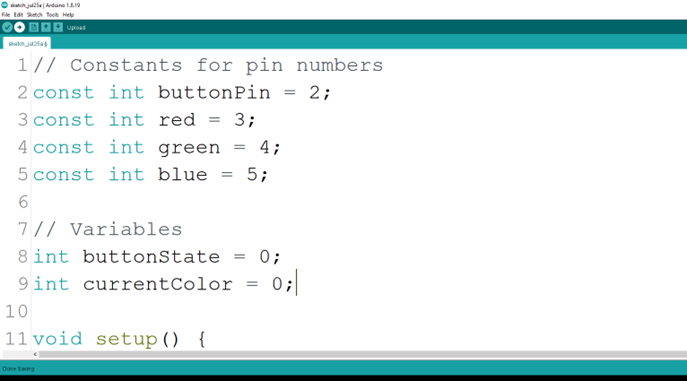 sketch_jul25a | Arduino 1.8.19
File Edit Sketch Tools Help
Upload
sketch_jul25a §
1 // Constants for pin numbers
2 const int buttonPin = 2;
3 const int red = 3;
4 const int green = 4;
5 const int blue = 5;
6
7 // Variables
8 int buttonState = 0;
9 int currentColor = 0;
10
11 void setup() {
Done Saving